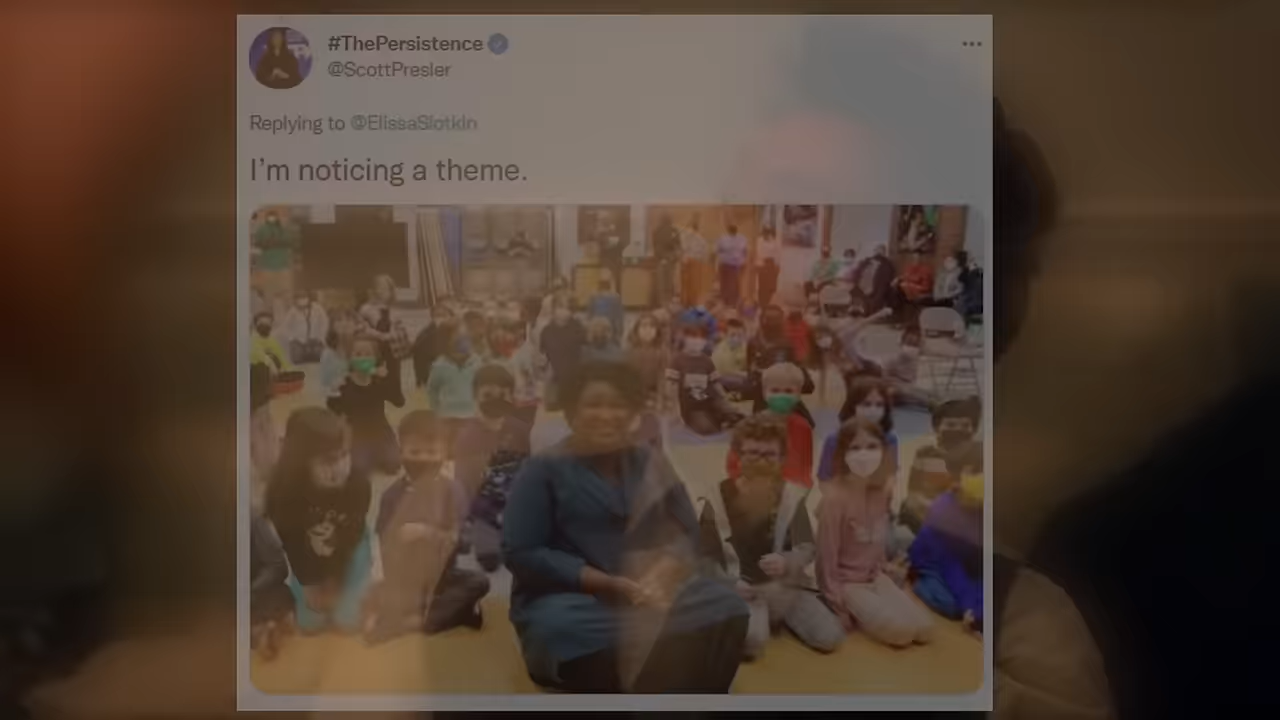 #ThePersistence
@ScottPresler
Replying to @ElissaSlotkin
I'm noticing a theme.